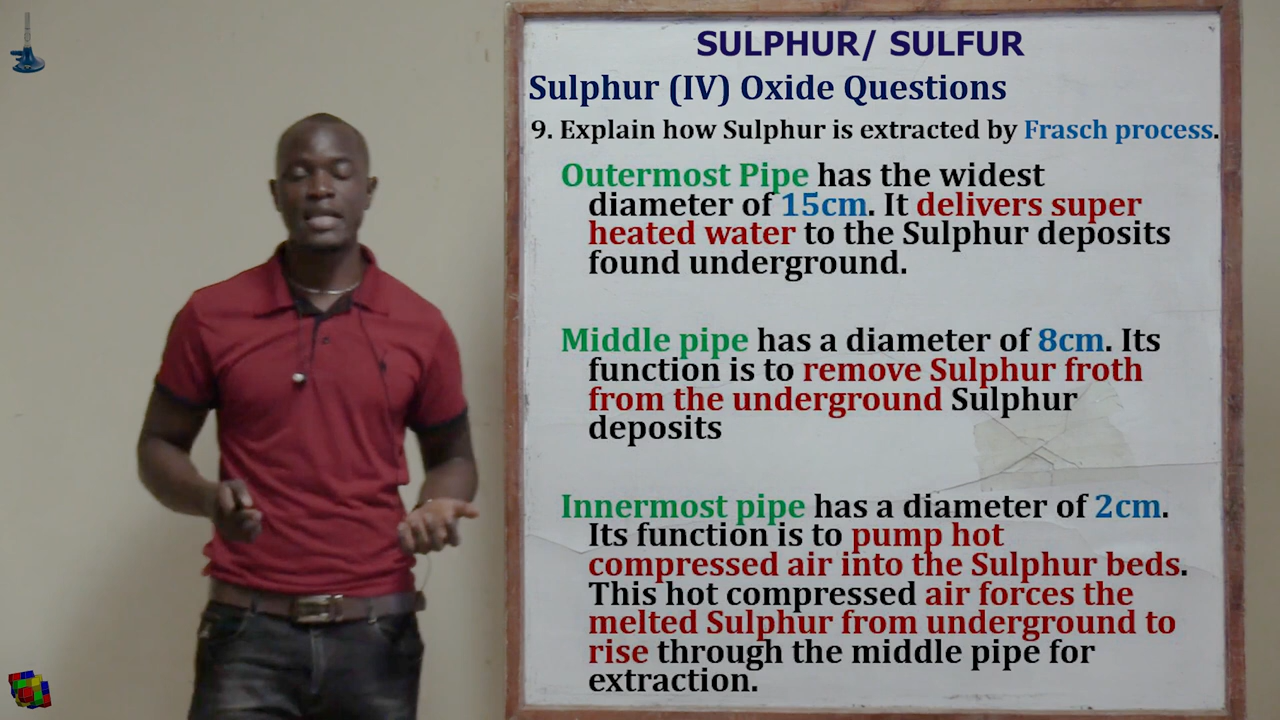 SULPHUR/ SULFUR
Sulphur (IV) Oxide Questions
9. Explain how Sulphur is extracted by Frasch process.
Outermost Pipe has the widest
diameter of 15cm. It delivers super
heated water to the Sulphur deposits
found underground.
Middle pipe has a diameter of 8cm. Its
function is to remove Sulphur froth
from the underground Sulphur
deposits
Innermost pipe has a diameter of 2cm.
Its function is to pump hot
compressed air into the Sulphur beds.
This hot compressed air forces the
melted Sulphur from underground to
rise through the middle pipe for
extraction.